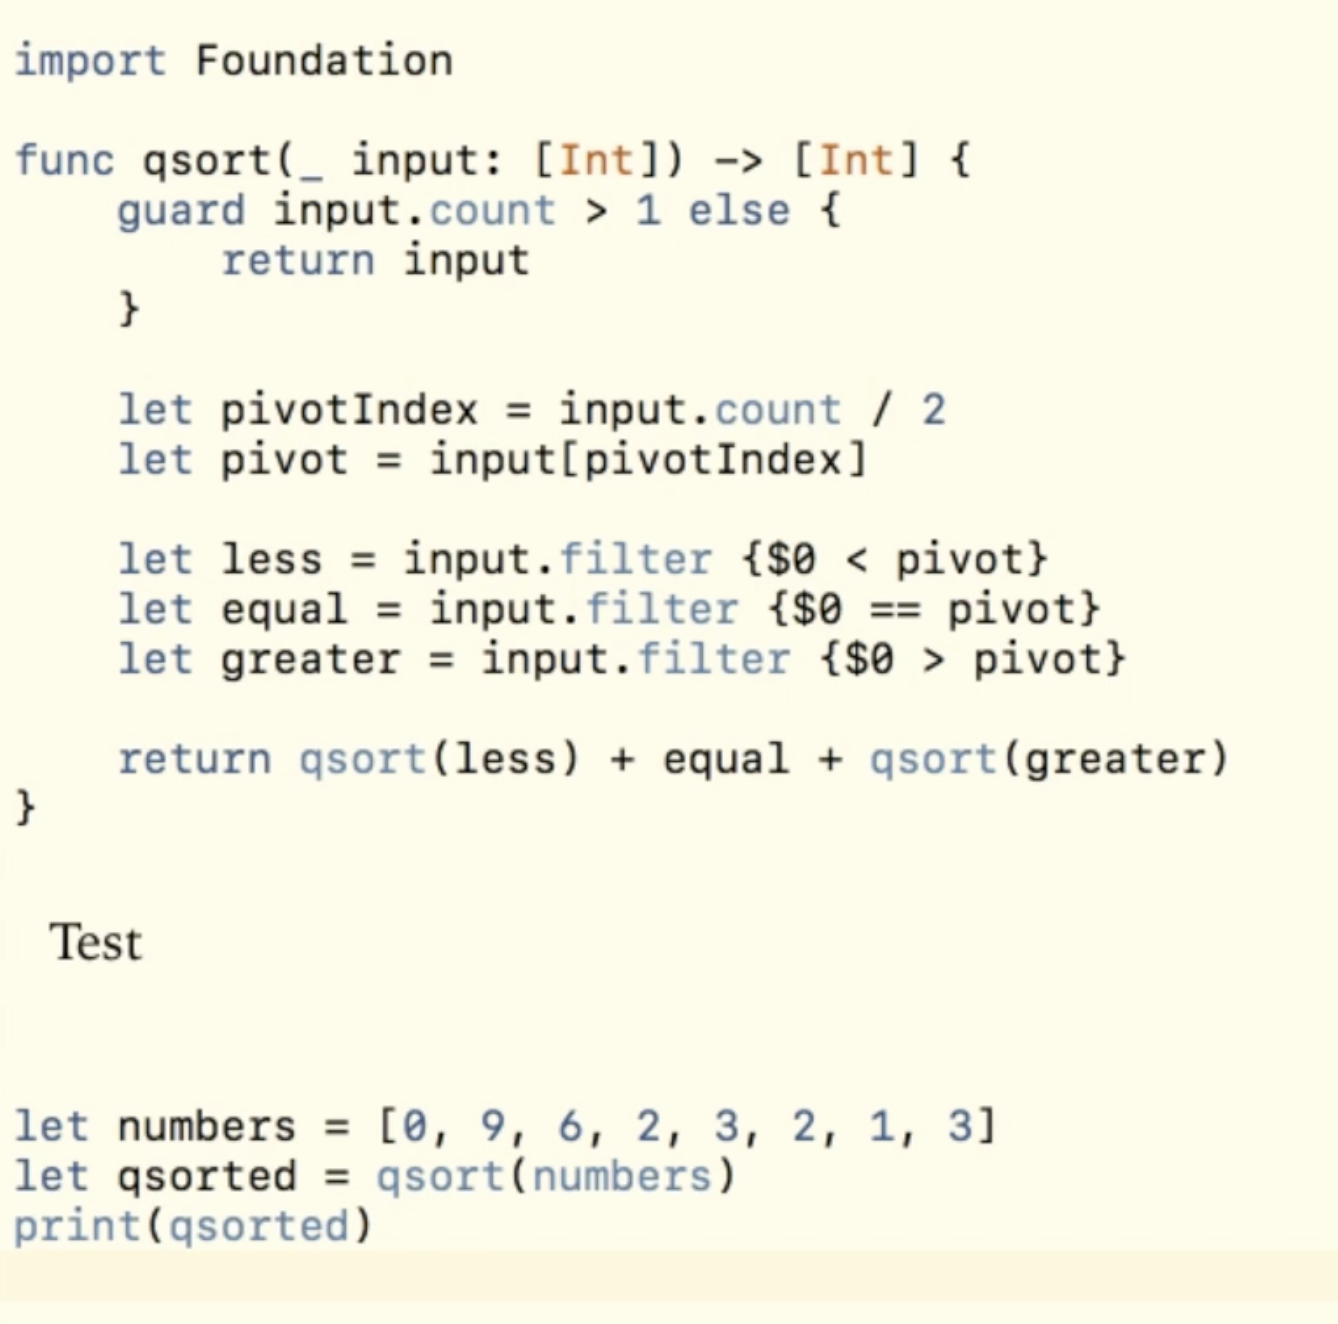 import Foundation
func qsort(_ input: [Int]) -> [Int] {
    guard input.count > 1 else {
        return input
    }
    let pivotIndex = input.count / 2
    let pivot = input[pivotIndex]
    let less = input.filter {$0 < pivot}
    let equal = input.filter {$0 == pivot}
    let greater = input.filter {$0 > pivot}
    return qsort(less) + equal + qsort(greater)
}
Test
let numbers = [0, 9, 6, 2, 3, 2, 1, 3]
let qsorted = qsort(numbers)
print(qsorted)